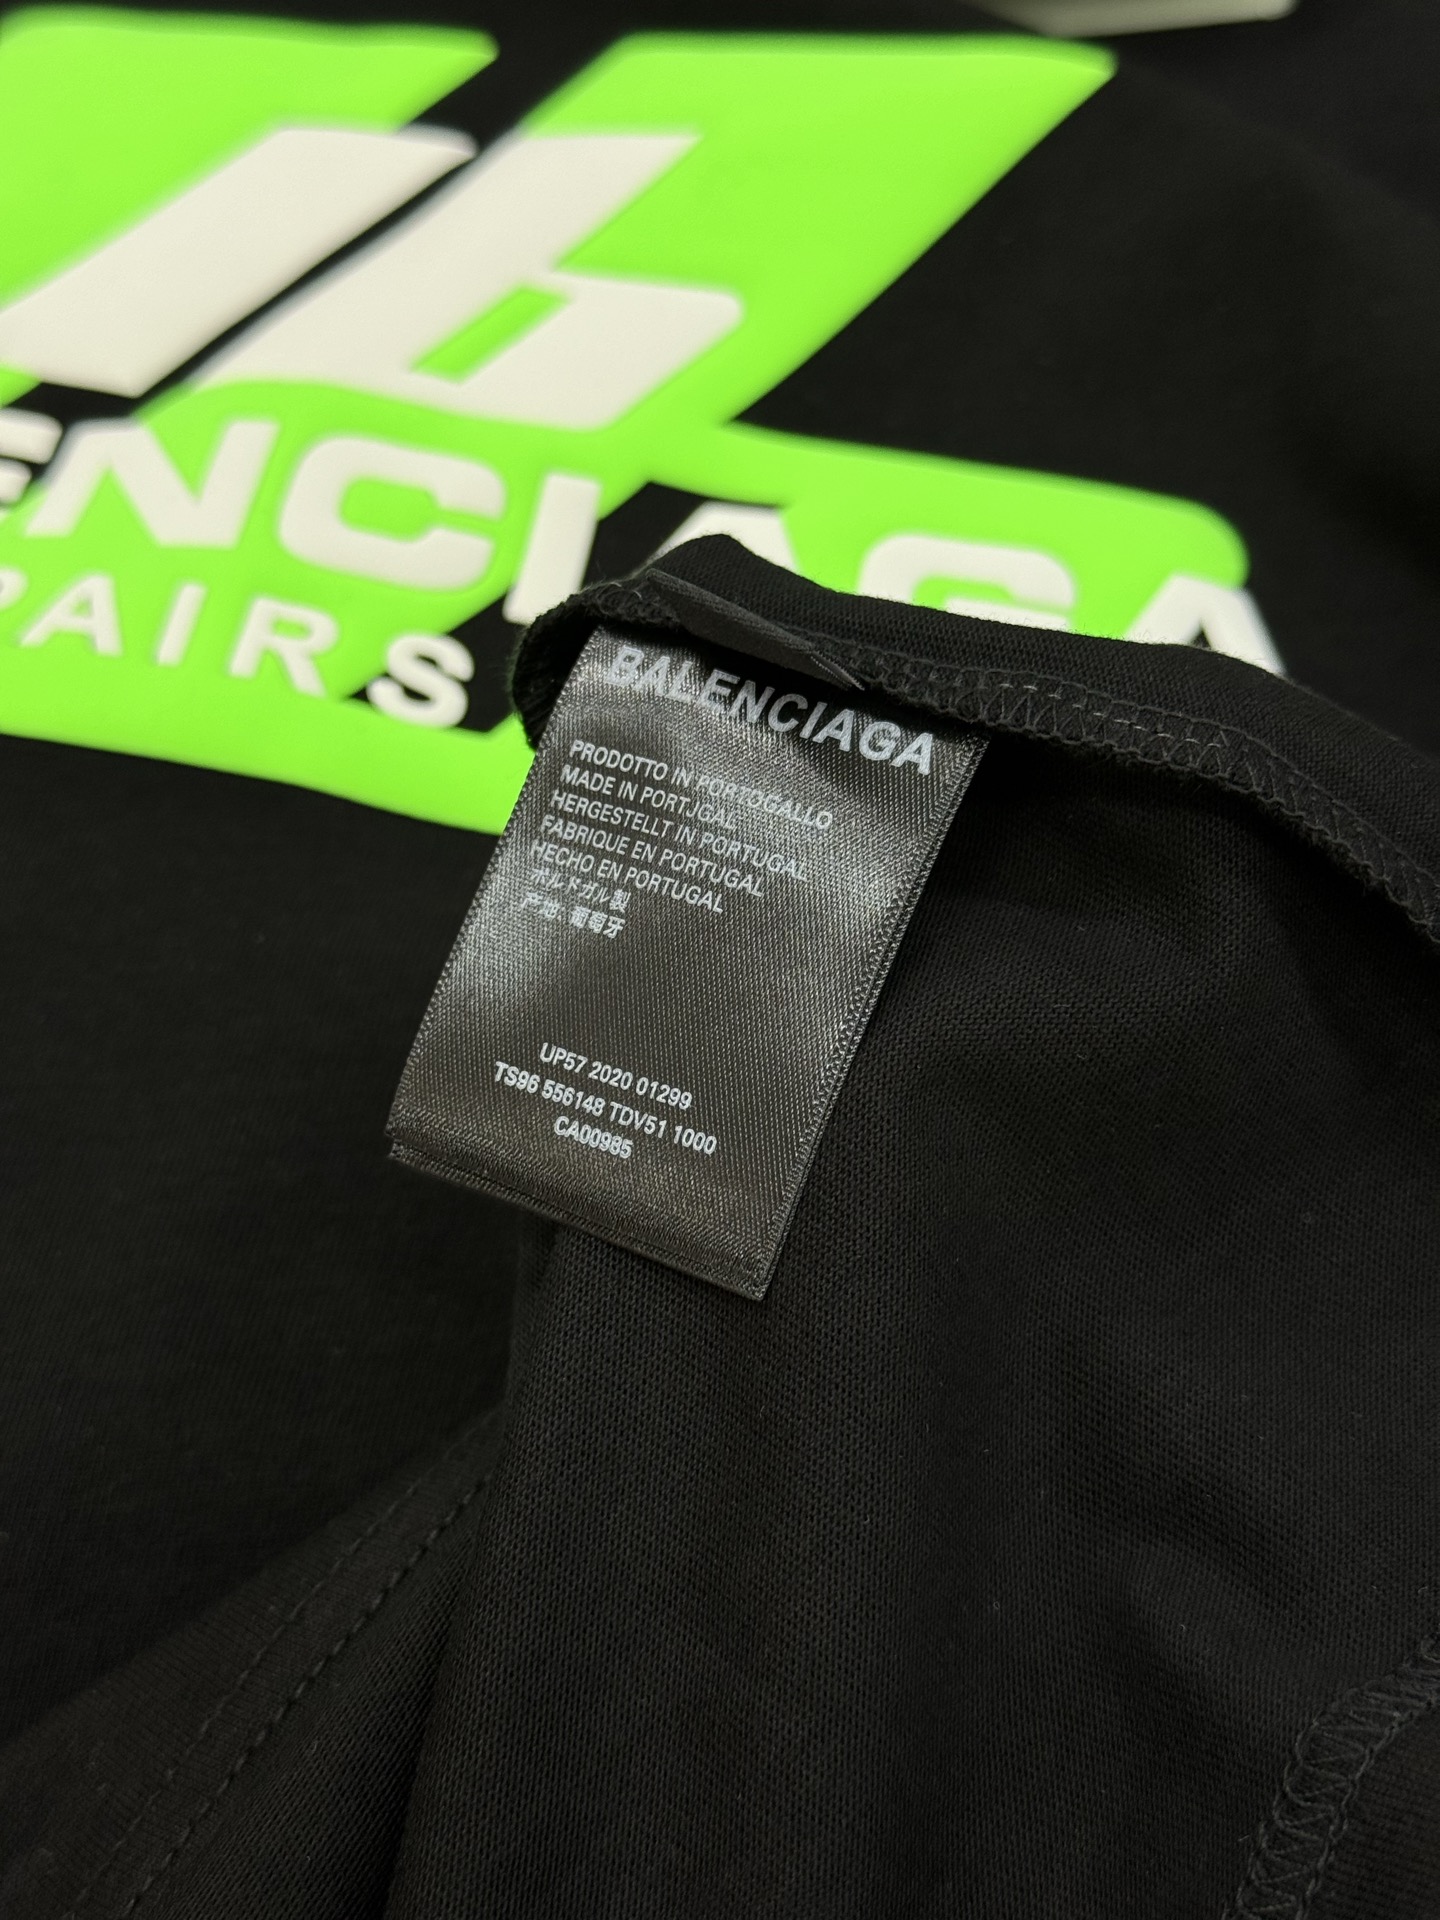 b
ENCIAGA
PAIRS
BALENCIAGA
PRODOTTO IN PORTOGALLO
MADE IN PORTUGAL
HERGESTELLT IN PORTUGAL
FABRIQUE EN PORTUGAL
HECHO EN PORTUGAL
ポルトガル製
产地:葡萄牙
UP57 2020 01299
TS96 556148 TDV51 1000
CA00985